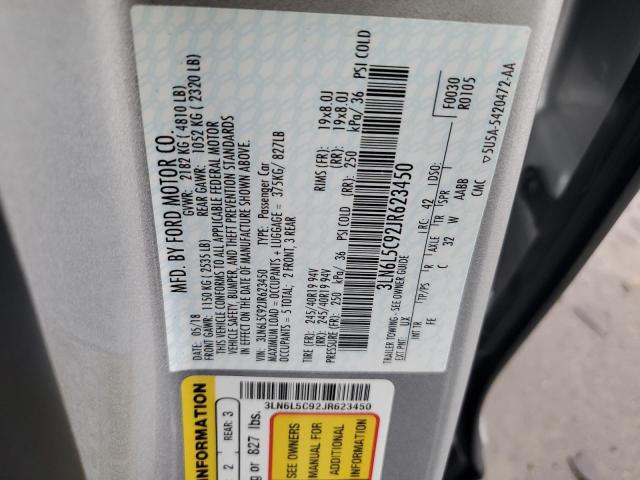 MFD. BY FORD MOTOR CO.
DATE: 05/18 GVWR: 2182 KG ( 4810 LB)
FRONT GAWR: 1150 KG ( 2535 LB) REAR GAWR: 1052 KG ( 2320 LB)
THIS VEHICLE CONFORMS TO ALL APPLICABLE FEDERAL MOTOR
VEHICLE SAFETY, BUMPER, AND THEFT PREVENTION STANDARDS
IN EFFECT ON THE DATE OF MANUFACTURE SHOWN ABOVE.
VIN: 3LN6L5C92JR623450 TYPE: Passenger Car
MAXIMUM LOAD = OCCUPANTS + LUGGAGE = 375KG/ 827LB
OCCUPANTS = 5 TOTAL; 2 FRONT, 3 REAR
TIRE (FR): 245/40R19 94V RIMS (FR): 19x8.0J
(RR): 245/40R19 94V (RR): 19x8.0J
PRESSURE (FR): 250 kPa/ 36 PSI COLD (RR): 250 kPa/ 36 PSI COLD
3LN6L5C92JR623450
F0030
R0105
TRAILER TOWING - SEE OWNER GUIDE
EXT PNT: UX RC: 42 DSO:
INT TR TP/PS R AXLE TR SPR
FE C 32 W AABB
CMC
▽5U5A-5420472-AA
3LN6L5C92JR623450
INFORMATION
2 REAR: 3
or 827 lbs.
SEE OWNERS
MANUAL FOR
ADDITIONAL
INFORMATION